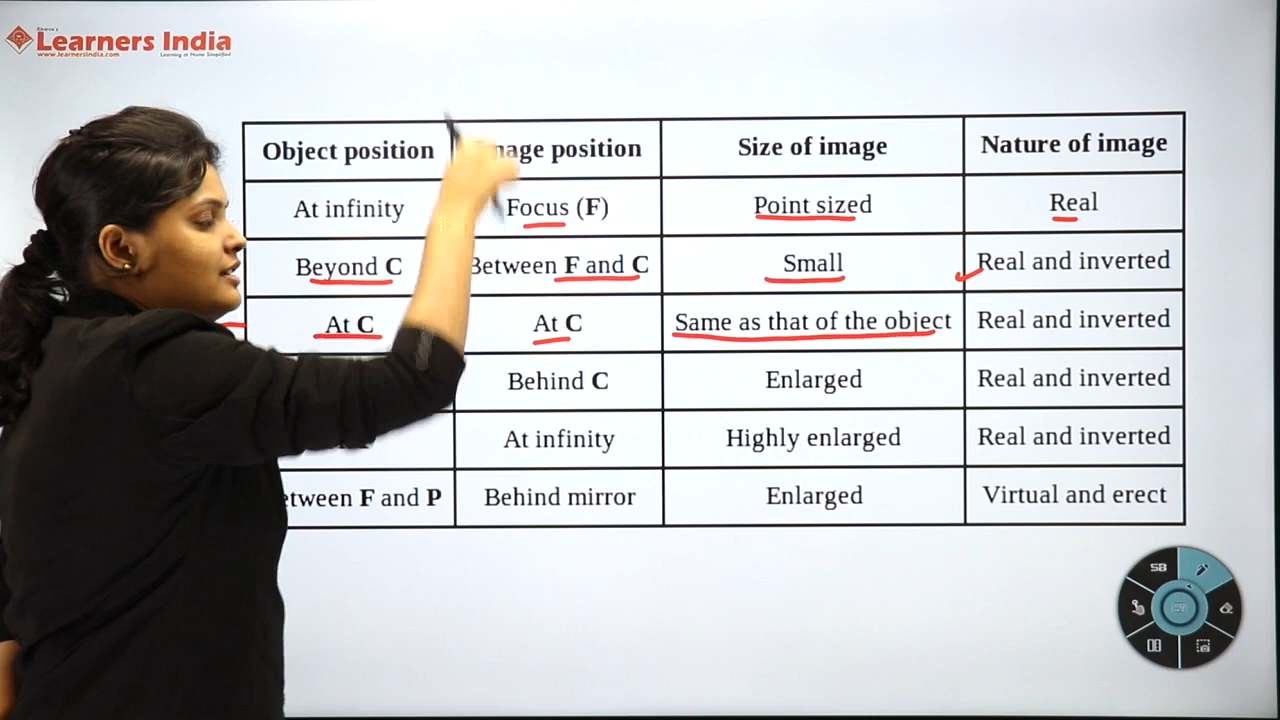 Learners India
www.learnersindia.com Learning at Home Simplified
Object position position Size of image Nature of image
At infinity Focus (F) Point sized Real
Beyond C Between F and C Small Real and inverted
At C At C Same as that of the object Real and inverted
Behind C Enlarged Real and inverted
At infinity Highly enlarged Real and inverted
F and P Behind mirror Enlarged Virtual and erect
SB